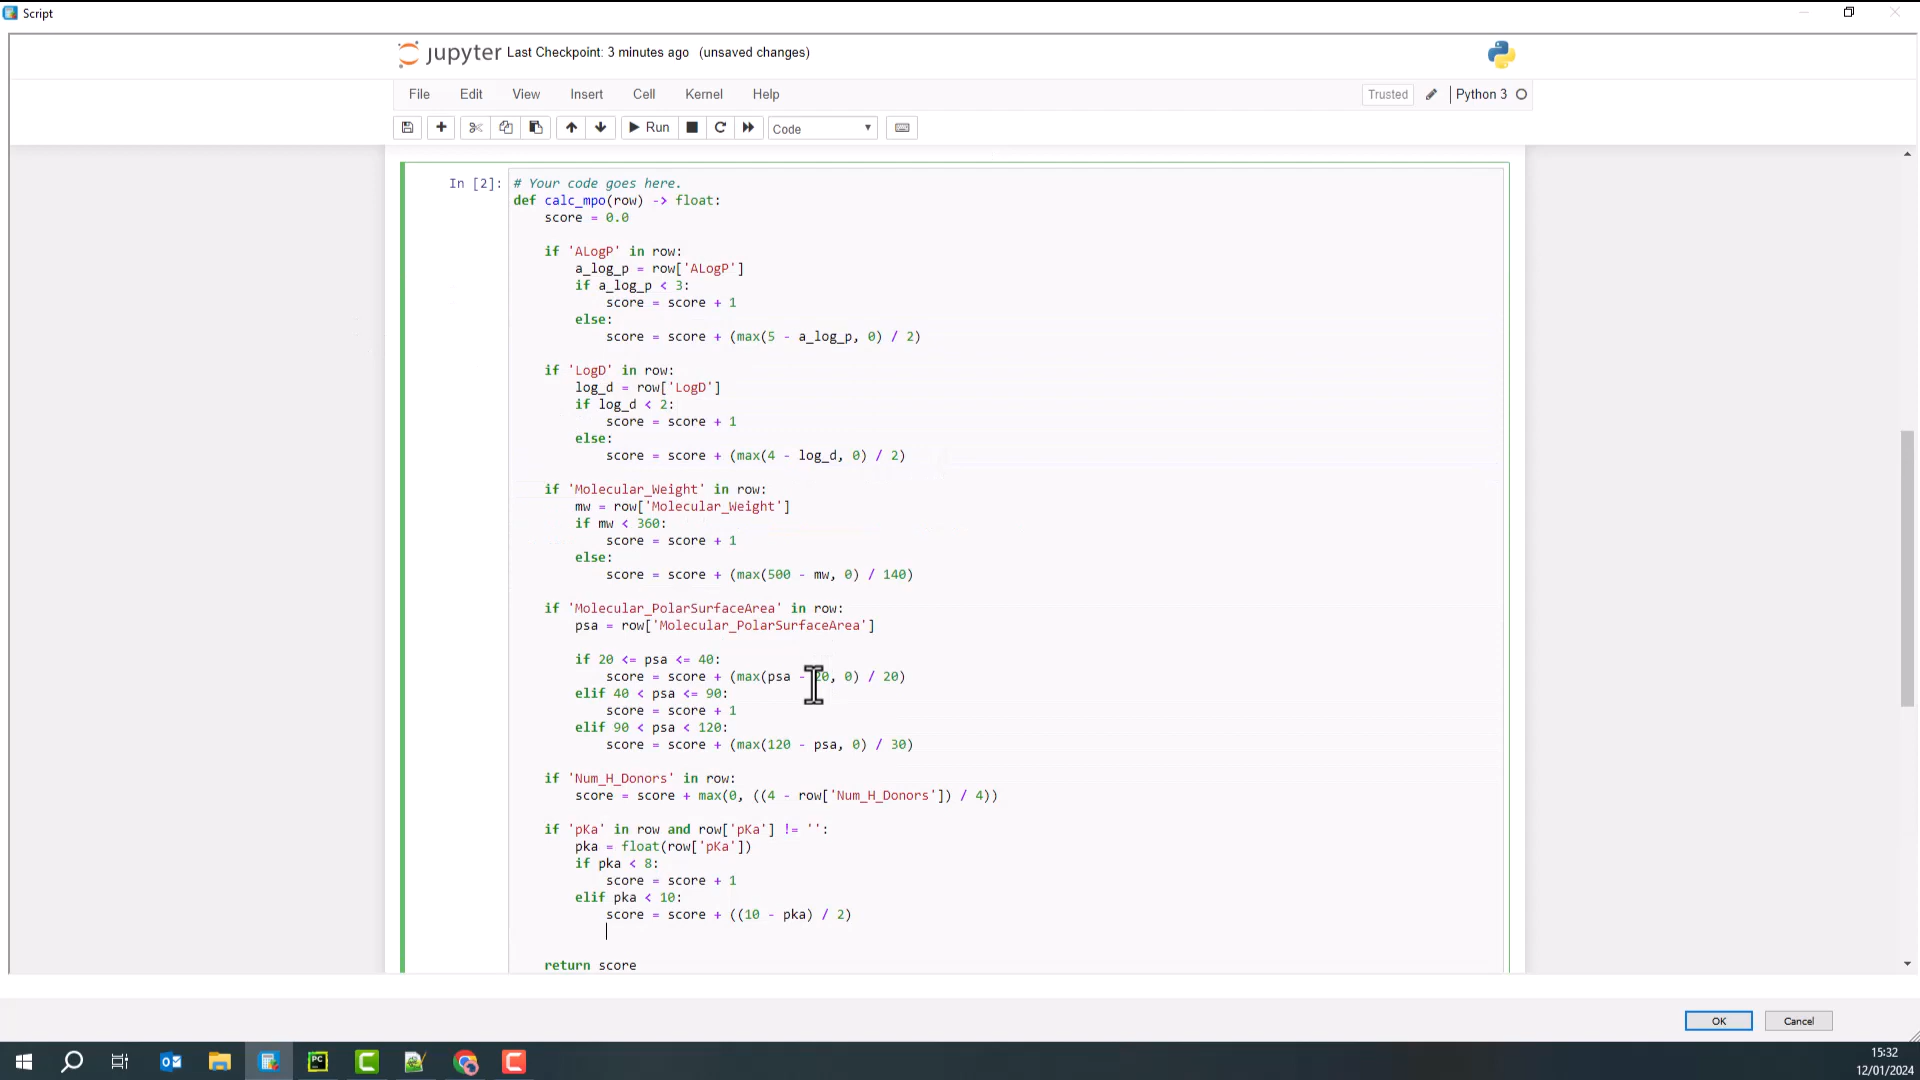 Script
jupyter Last Checkpoint: 3 minutes ago (unsaved changes)
File Edit View Insert Cell Kernel Help Trusted Python 3
Run Code
In [2]: # Your code goes here.
def calc_mpo(row) -> float:
    score = 0.0
    if 'ALogP' in row:
        a_log_p = row['ALogP']
        if a_log_p < 3:
            score = score + 1
        else:
            score = score + (max(5 - a_log_p, 0) / 2)
    if 'LogD' in row:
        log_d = row['LogD']
        if log_d < 2:
            score = score + 1
        else:
            score = score + (max(4 - log_d, 0) / 2)
    if 'Molecular_Weight' in row:
        mw = row['Molecular_Weight']
        if mw < 360:
            score = score + 1
        else:
            score = score + (max(500 - mw, 0) / 140)
    if 'Molecular_PolarSurfaceArea' in row:
        psa = row['Molecular_PolarSurfaceArea']
        if 20 <= psa <= 40:
            score = score + (max(psa - 20, 0) / 20)
        elif 40 < psa <= 90:
            score = score + 1
        elif 90 < psa < 120:
            score = score + (max(120 - psa, 0) / 30)
    if 'Num_H_Donors' in row:
        score = score + max(0, ((4 - row['Num_H_Donors']) / 4))
    if 'pKa' in row and row['pKa'] != '':
        pka = float(row['pKa'])
        if pka < 8:
            score = score + 1
        elif pka < 10:
            score = score + ((10 - pka) / 2)
    return score
OK Cancel
PC
15:32
12/01/2024